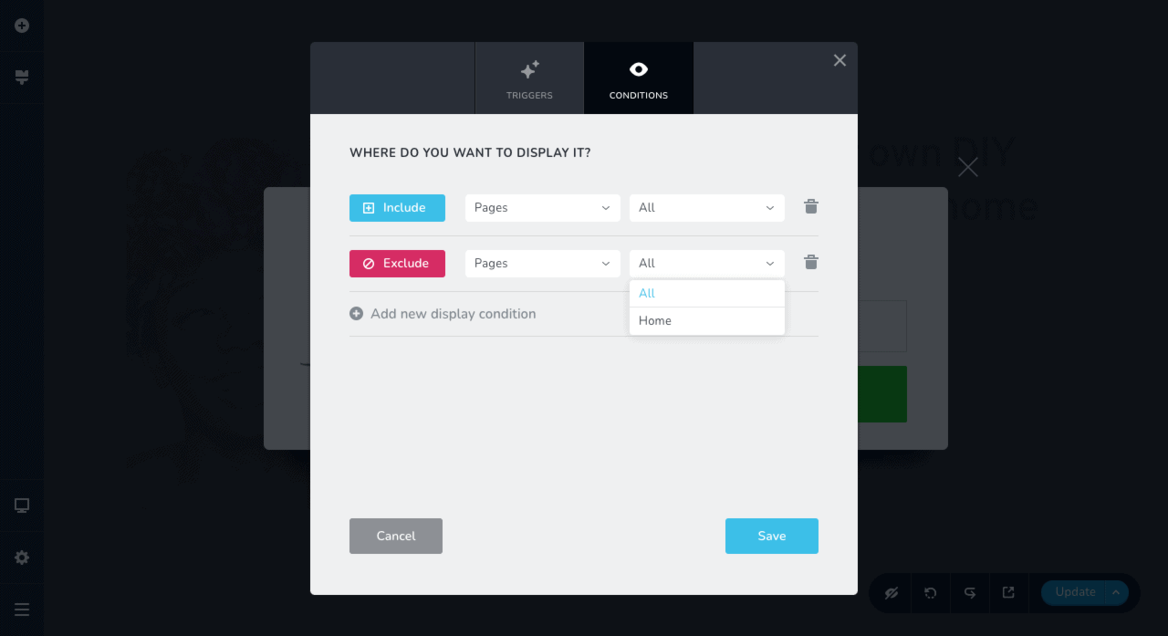 TRIGGERS
CONDITIONS
WHERE DO YOU WANT TO DISPLAY IT?
Include
Pages
All
Exclude
Pages
All
All
Home
Add new display condition
Cancel
Save
own DIY
home
Update